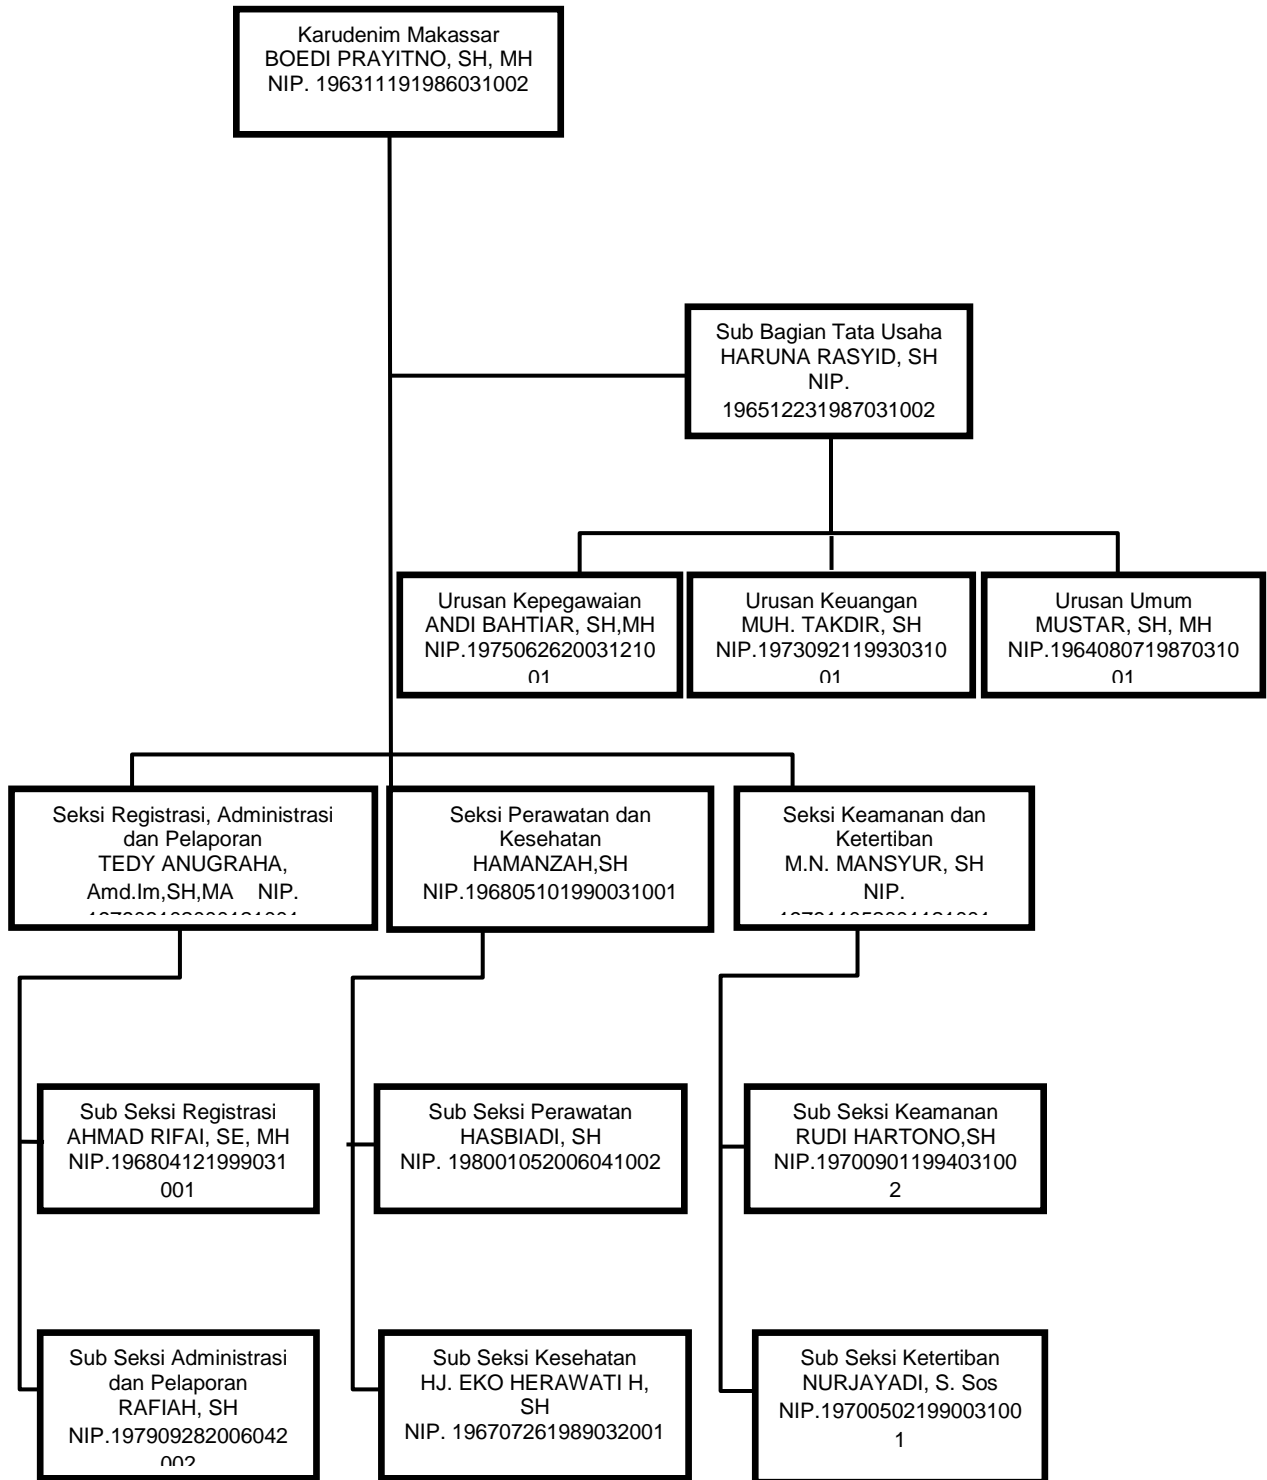 Karudenim Makassar
BOEDI PRAYITNO, SH, MH
NIP. 196311191986031002
Sub Bagian Tata Usaha
HARUNA RASYID, SH
NIP.
196512231987031002
Urusan Kepegawaian
ANDI BAHTIAR, SH,MH
NIP.1975062620031210
01
Urusan Keuangan
MUH. TAKDIR, SH
NIP.1973092119930310
01
Urusan Umum
MUSTAR, SH, MH
NIP.1964080719870310
01
Seksi Registrasi, Administrasi
dan Pelaporan
TEDY ANUGRAHA,
Amd.Im,SH,MA NIP.
Seksi Perawatan dan
Kesehatan
HAMANZAH,SH
NIP.196805101990031001
Seksi Keamanan dan
Ketertiban
M.N. MANSYUR, SH
NIP.
Sub Seksi Registrasi
AHMAD RIFAI, SE, MH
NIP.196804121999031
001
Sub Seksi Perawatan
HASBIADI, SH
NIP. 198001052006041002
Sub Seksi Keamanan
RUDI HARTONO,SH
NIP.19700901199403100
2
Sub Seksi Administrasi
dan Pelaporan
RAFIAH, SH
NIP.197909282006042
002
Sub Seksi Kesehatan
HJ. EKO HERAWATI H,
SH
NIP. 196707261989032001
Sub Seksi Ketertiban
NURJAYADI, S. Sos
NIP.19700502199003100
1